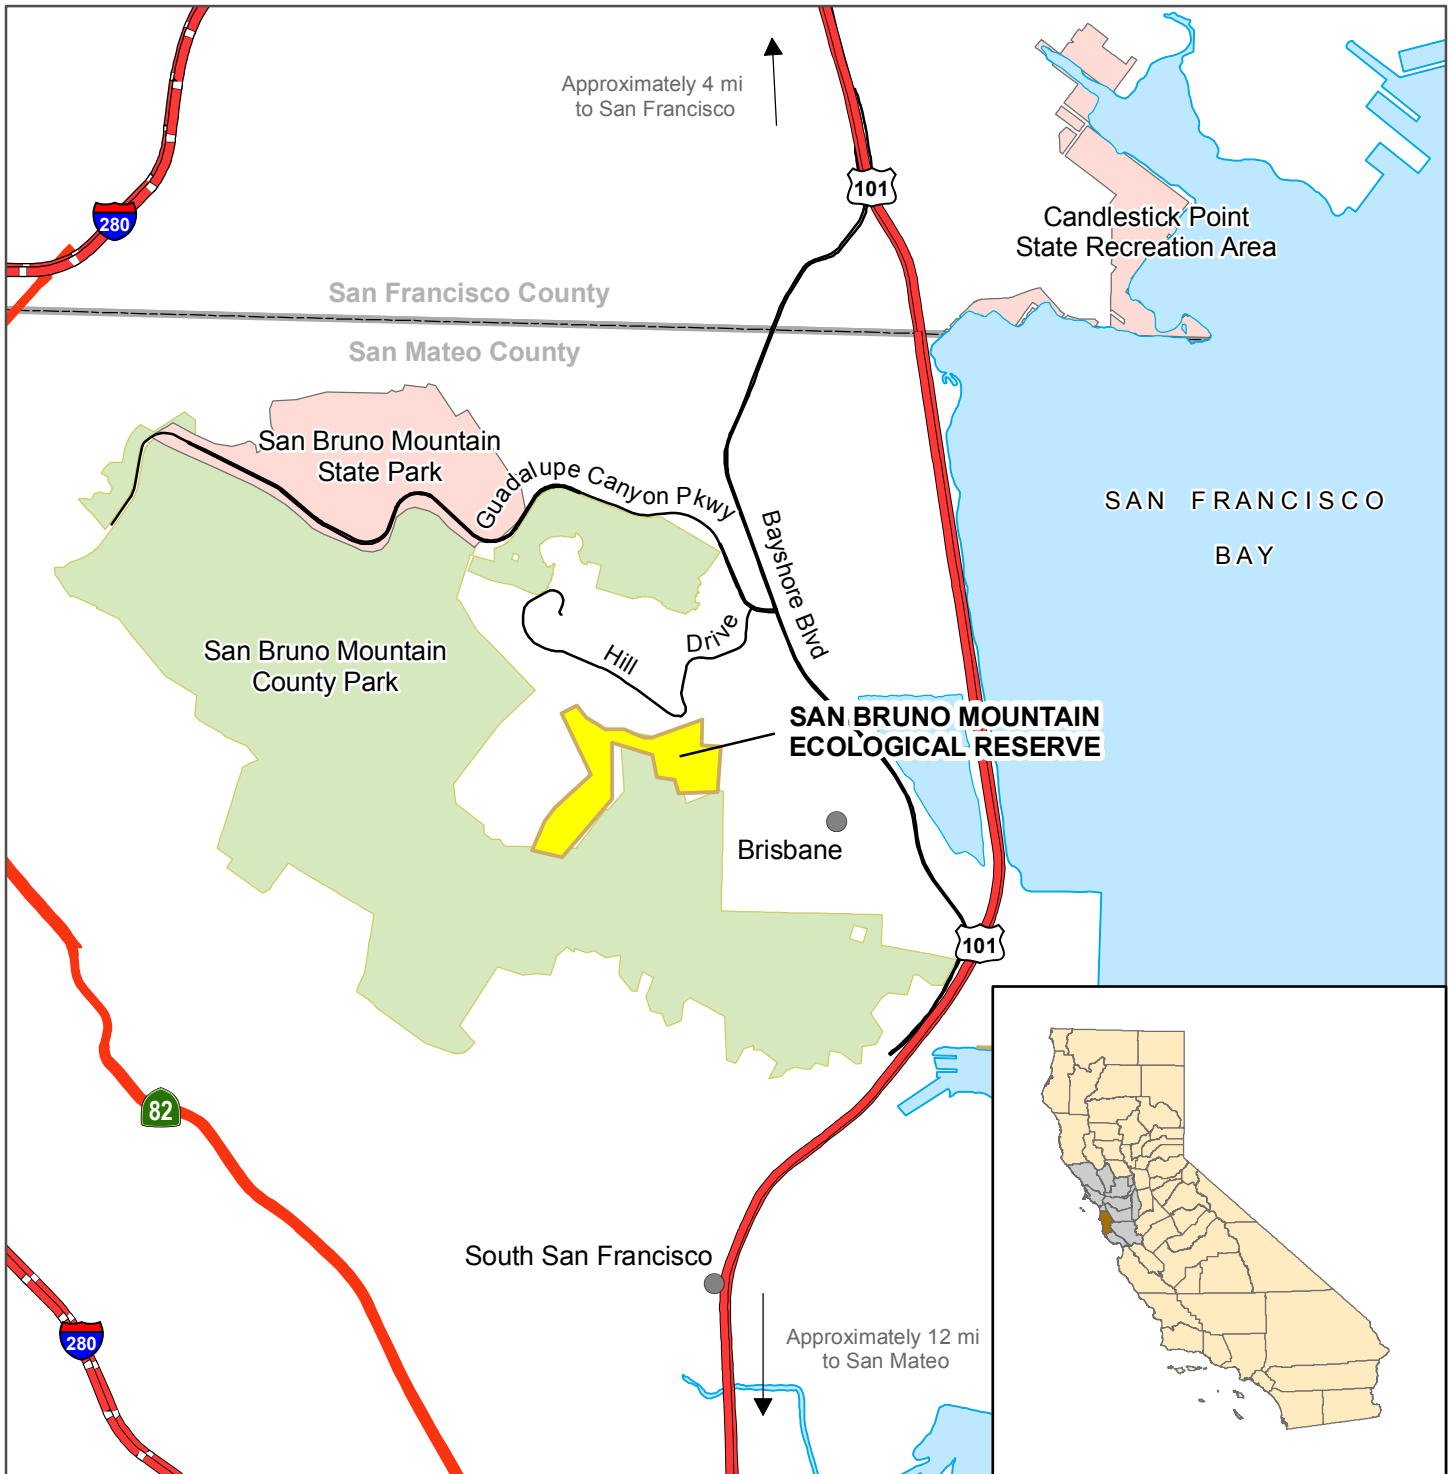 Approximately 4 mi
to San Francisco
101
280
Candlestick Point
State Recreation Area
San Francisco County
San Mateo County
San Bruno Mountain
State Park
Guadalupe Canyon Pkwy
SAN FRANCISCO
BAY
Bayshore Blvd
Hill Drive
San Bruno Mountain
County Park
SAN BRUNO MOUNTAIN
ECOLOGICAL RESERVE
Brisbane
101
82
South San Francisco
280
Approximately 12 mi
to San Mateo